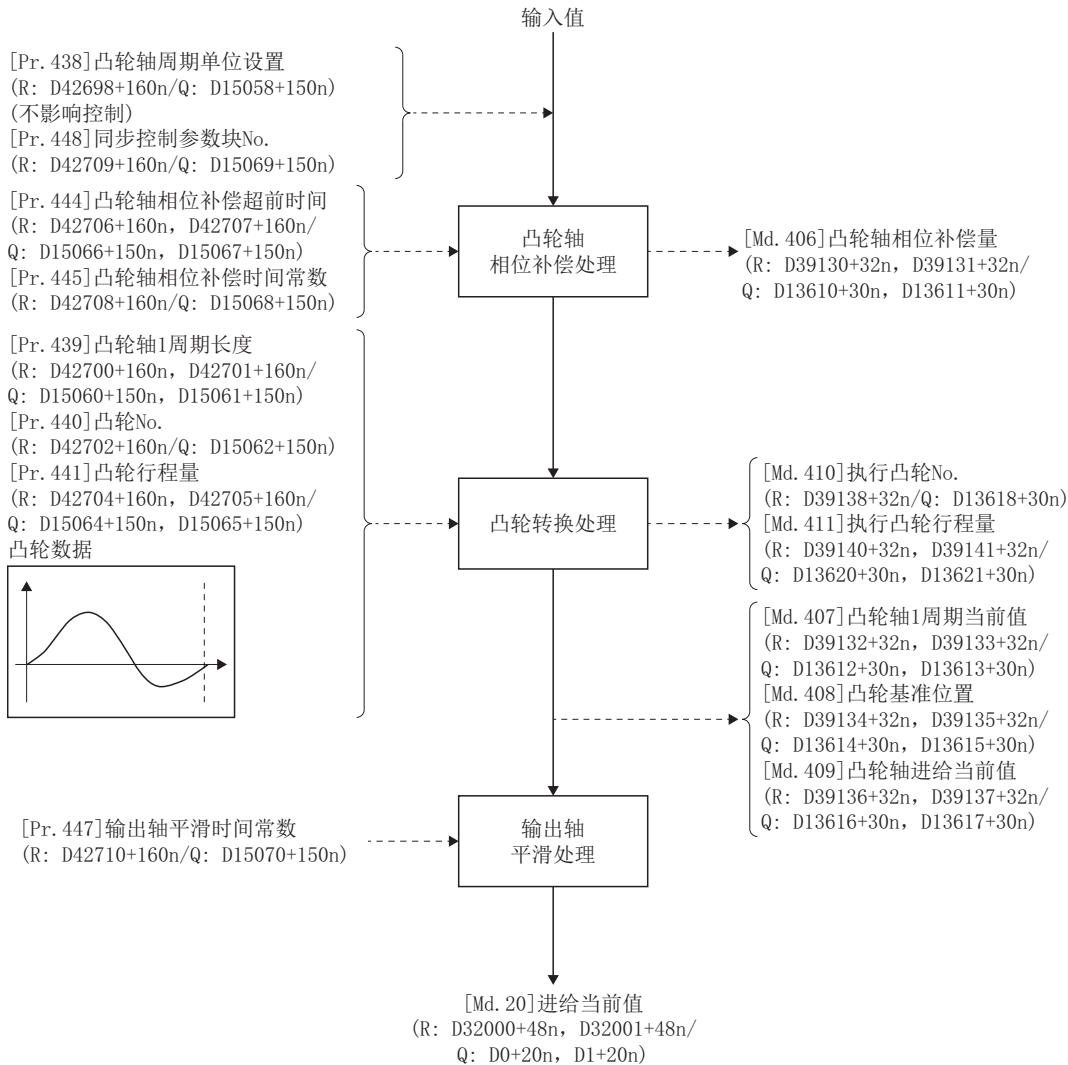 输入值
[Pr.438]凸轮轴周期单位设置
(R: D42698+160n/Q: D15058+150n)
(不影响控制)
[Pr.448]同步控制参数块No.
(R: D42709+160n/Q: D15069+150n)
[Pr.444]凸轮轴相位补偿超前时间
(R: D42706+160n, D42707+160n/
Q: D15066+150n, D15067+150n)
[Pr.445]凸轮轴相位补偿时间常数
(R: D42708+160n/Q: D15068+150n)
凸轮轴
相位补偿处理
[Md.406]凸轮轴相位补偿量
(R: D39130+32n, D39131+32n/
Q: D13610+30n, D13611+30n)
[Pr.439]凸轮轴1周期长度
(R: D42700+160n, D42701+160n/
Q: D15060+150n, D15061+150n)
[Pr.440]凸轮No.
(R: D42702+160n/Q: D15062+150n)
[Pr.441]凸轮行程量
(R: D42704+160n, D42705+160n/
Q: D15064+150n, D15065+150n)
凸轮数据
凸轮转换处理
[Md.410]执行凸轮No.
(R: D39138+32n/Q: D13618+30n)
[Md.411]执行凸轮行程量
(R: D39140+32n, D39141+32n/
Q: D13620+30n, D13621+30n)
[Md.407]凸轮轴1周期当前值
(R: D39132+32n, D39133+32n/
Q: D13612+30n, D13613+30n)
[Md.408]凸轮基准位置
(R: D39134+32n, D39135+32n/
Q: D13614+30n, D13615+30n)
[Md.409]凸轮轴进给当前值
(R: D39136+32n, D39137+32n/
Q: D13616+30n, D13617+30n)
[Pr.447]输出轴平滑时间常数
(R: D42710+160n/Q: D15070+150n)
输出轴
平滑处理
[Md.20]进给当前值
(R: D32000+48n, D32001+48n/
Q: D0+20n, D1+20n)